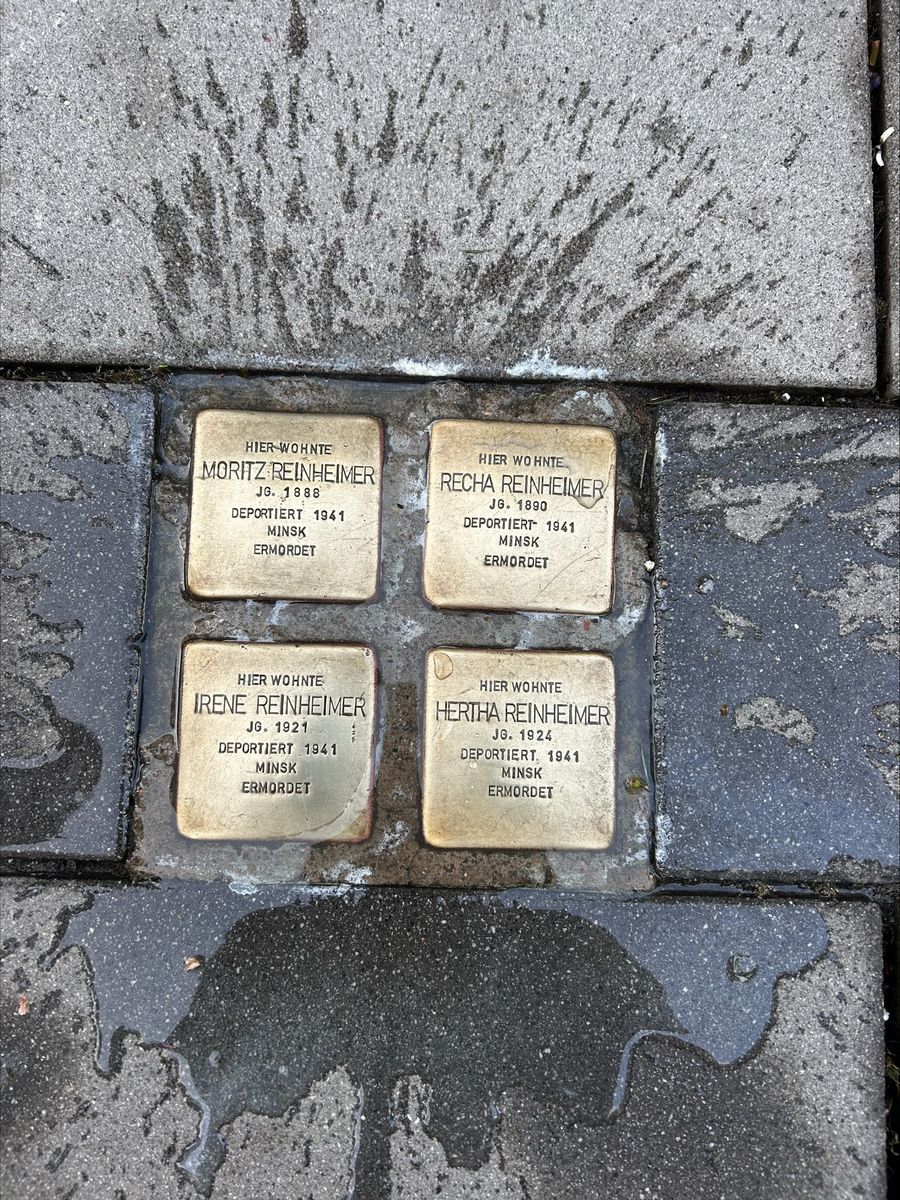 HIER WOHNTE
MORITZ REINHEIMER
JG. 1888
DEPORTIERT 1941
MINSK
ERMORDET
HIER WOHNTE
RECHA REINHEIMER
JG. 1890
DEPORTIERT 1941
MINSK
ERMORDET
HIER WOHNTE
IRENE REINHEIMER
JG. 1921
DEPORTIERT 1941
MINSK
ERMORDET
HIER WOHNTE
HERTHA REINHEIMER
JG. 1924
DEPORTIERT 1941
MINSK
ERMORDET